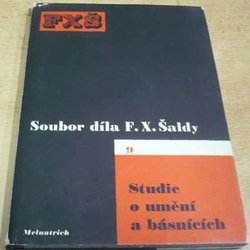 FXŠ
Soubor díla F. X. Šaldy
9
Studie
o umění
a básnících
Melantrich